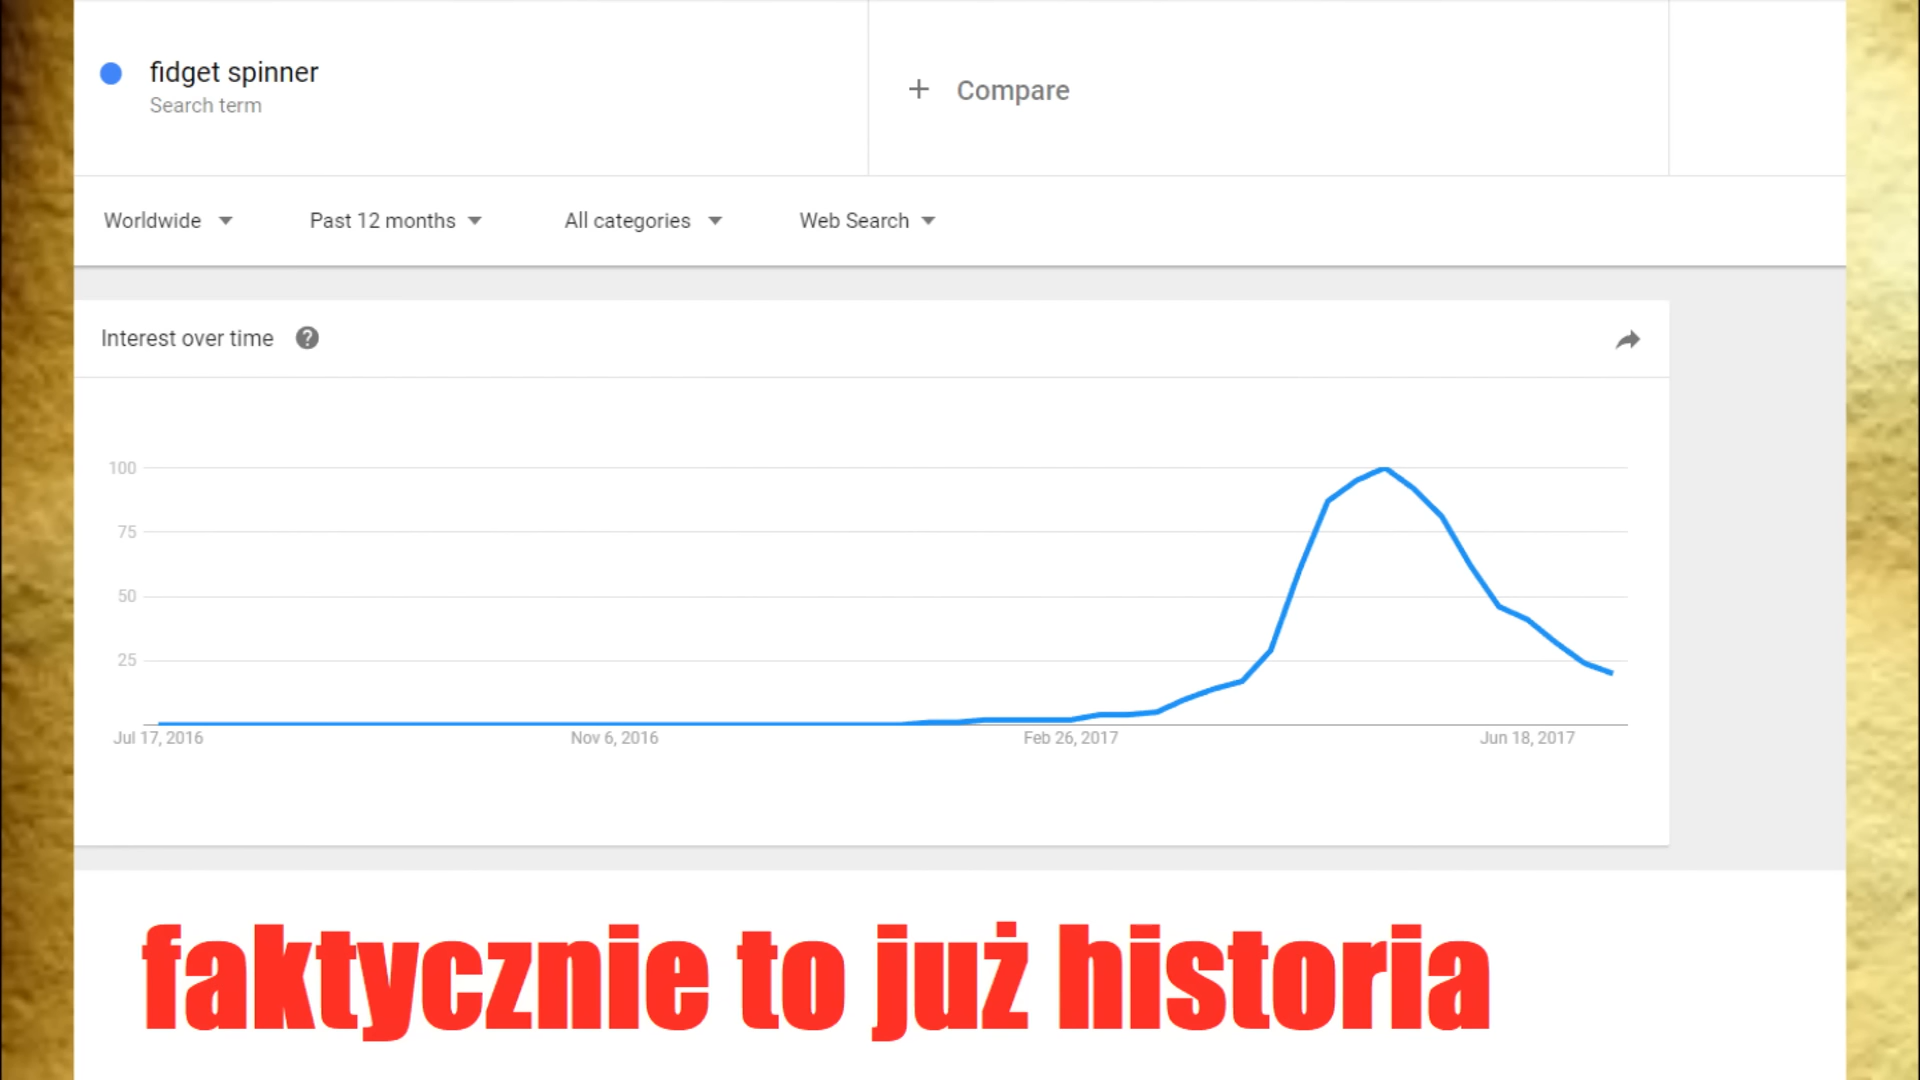 fidget spinner
Search term
+ Compare
Worldwide
Past 12 months
All categories
Web Search
Interest over time ?
100
75
50
25
Jul 17, 2016
Nov 6, 2016
Feb 26, 2017
Jun 18, 2017
faktycznie to już historia